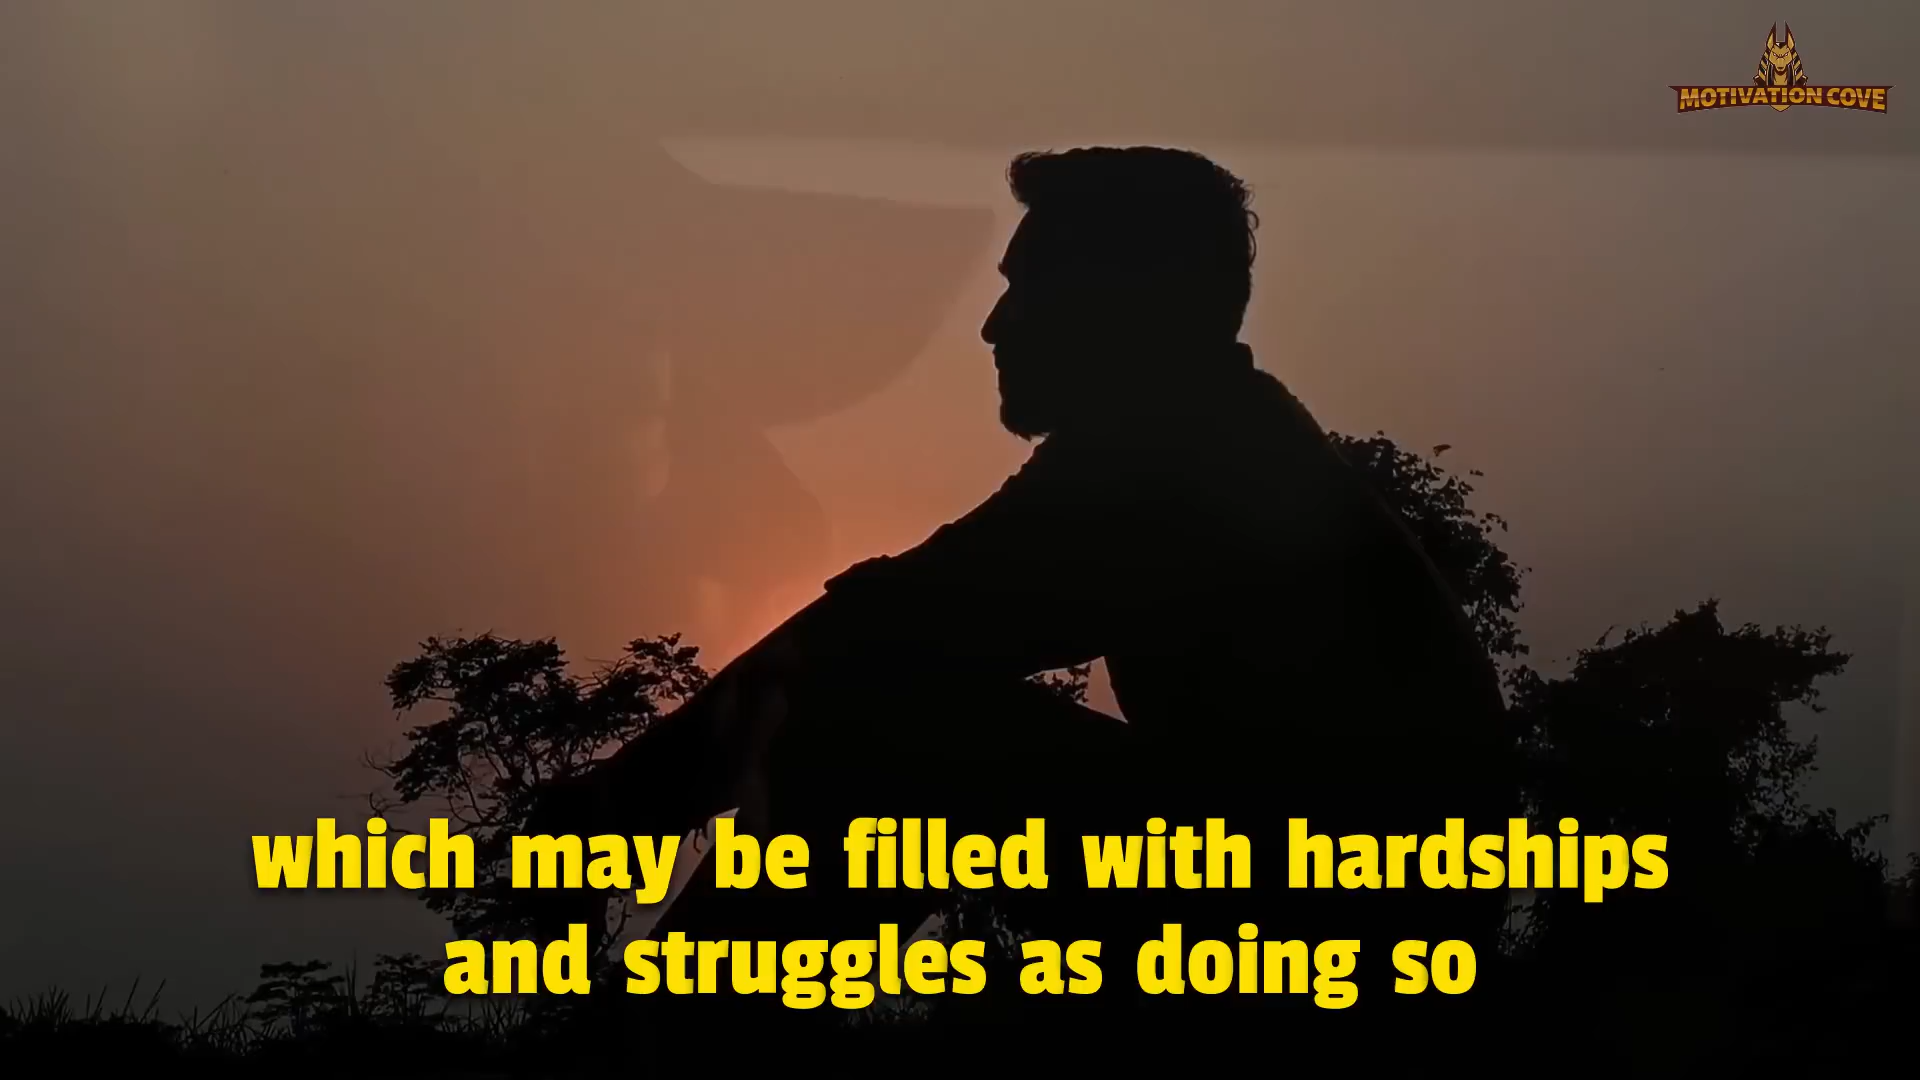 MOTIVATION COVE
which may be filled with hardships
and struggles as doing so